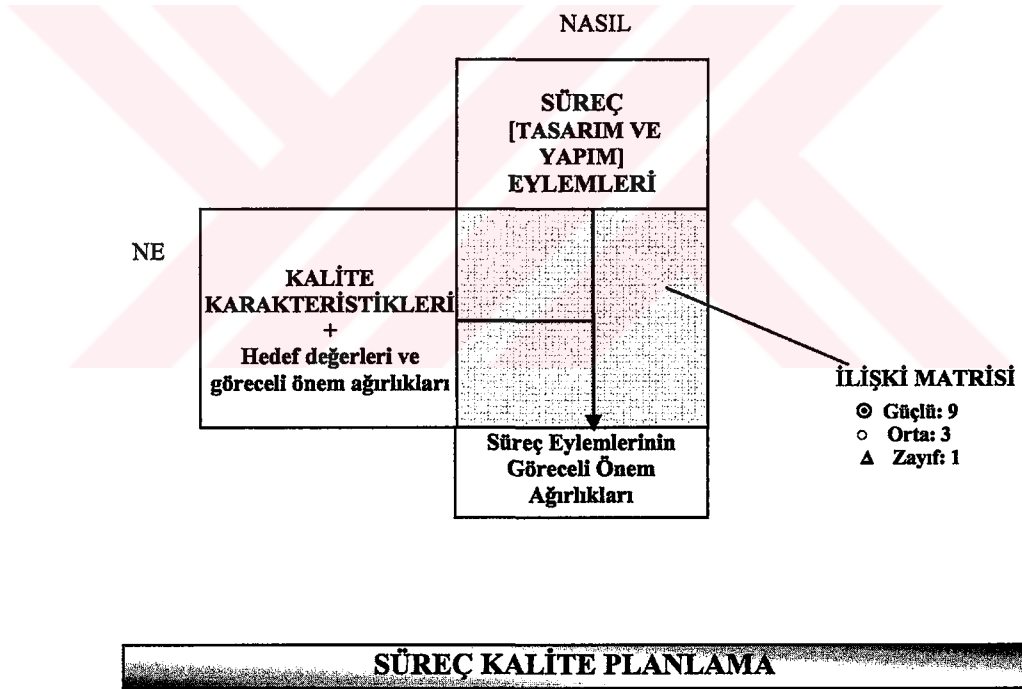 NASIL
SÜREÇ
[TASARIM VE
YAPIM]
EYLEMLERİ
NE
KALİTE
KARAKTERİSTİKLERİ
+
Hedef değerleri ve
göreceli önem ağırlıkları
İLİŞKİ MATRİSİ
Güçlü: 9
Orta: 3
Zayıf: 1
Süreç Eylemlerinin
Göreceli Önem
Ağırlıkları
SÜREÇ KALİTE PLANLAMA